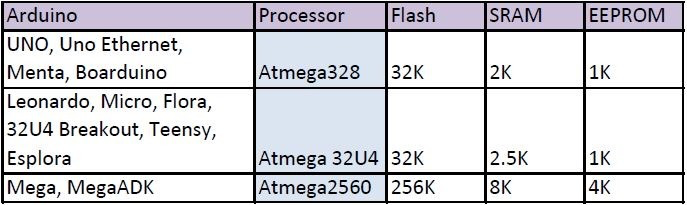 Arduino Processor Flash SRAM EEPROM
UNO, Uno Ethernet,
Menta, Boarduino Atmega328 32K 2K 1K
Leonardo, Micro, Flora,
32U4 Breakout, Teensy,
Esplora Atmega 32U4 32K 2.5K 1K
Mega, MegaADK Atmega2560 256K 8K 4K